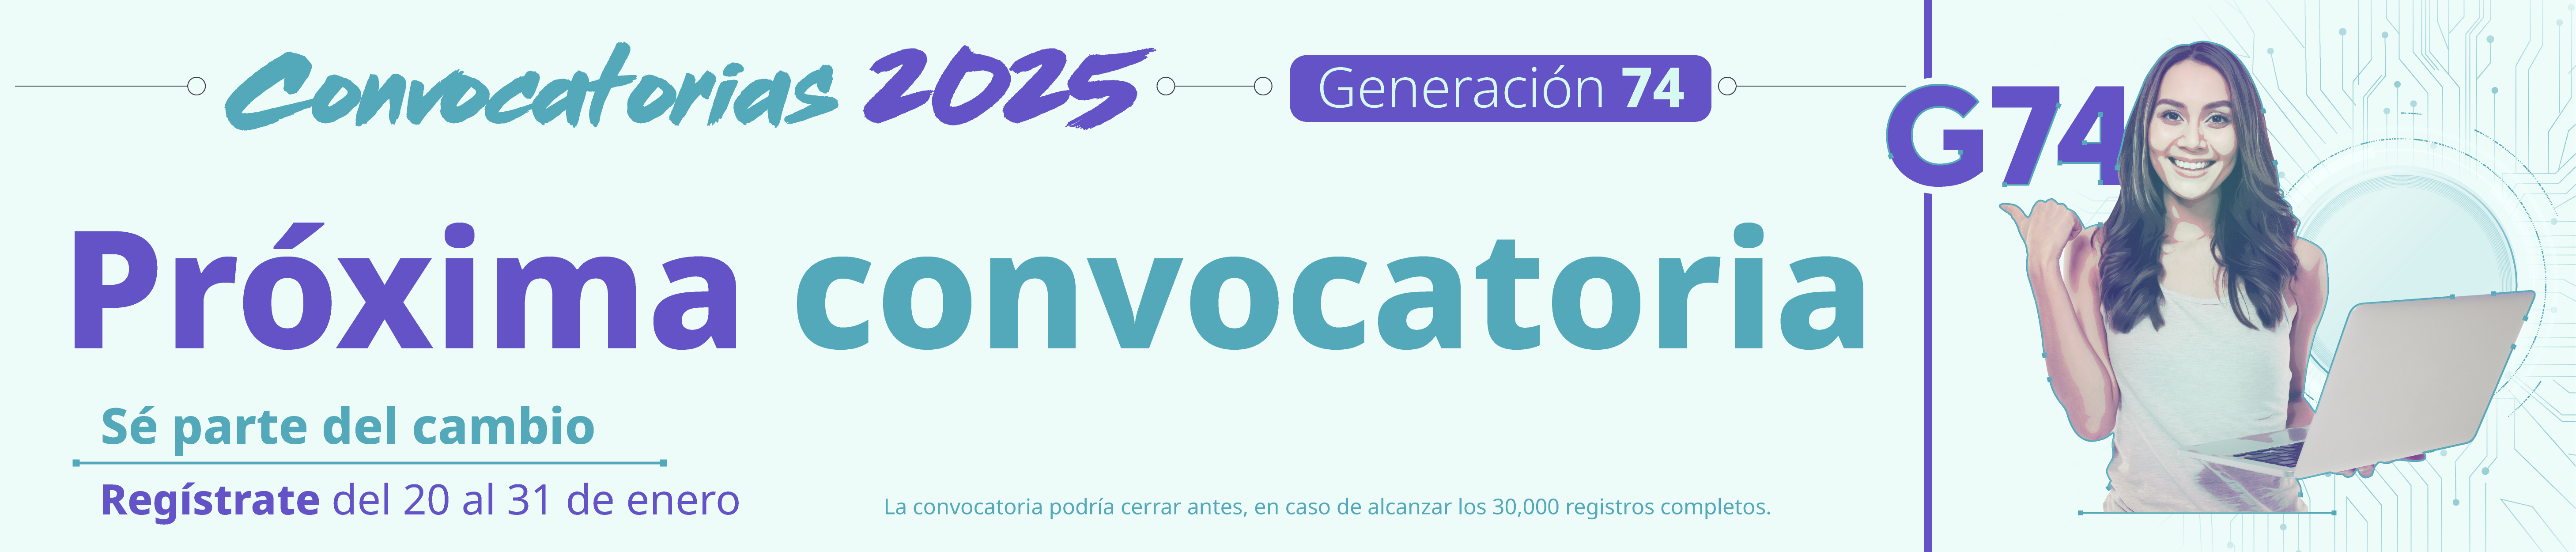 Convocatorias 2025
Generación 74
G74
Próxima convocatoria
Sé parte del cambio
Regístrate del 20 al 31 de enero
La convocatoria podría cerrar antes, en caso de alcanzar los 30,000 registros completos.